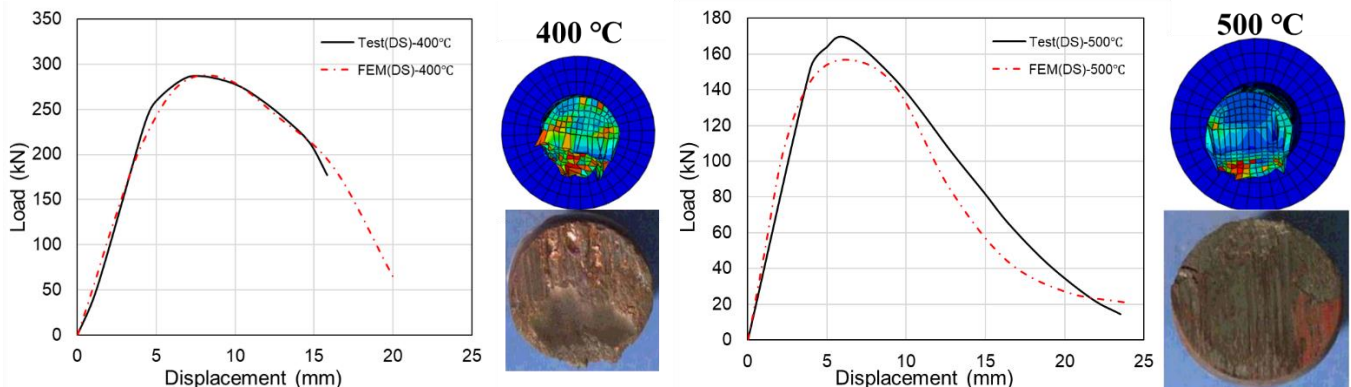 350
300
250
200
150
100
50
0
Load (kN)
0 5 10 15 20 25
Displacement (mm)
Test(DS)-400℃
FEM(DS)-400℃
400 ℃
180
160
140
120
100
80
60
40
20
0
Load (kN)
0 5 10 15 20 25
Displacement (mm)
Test(DS)-500℃
FEM(DS)-500℃
500 ℃